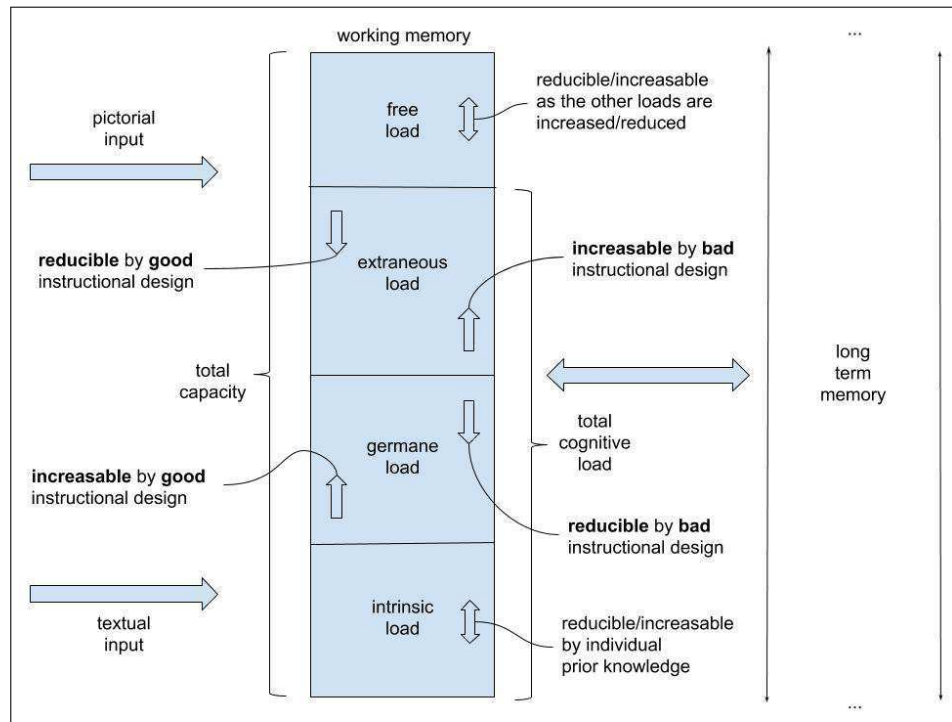 working memory
...
free
load
reducible/increasable
as the other loads are
increased/reduced
pictorial
input
reducible by good
instructional design
extraneous
load
increasable by bad
instructional design
total
capacity
long
term
memory
total
cognitive
load
germane
load
increasable by good
instructional design
reducible by bad
instructional design
textual
input
intrinsic
load
reducible/increasable
by individual
prior knowledge
...